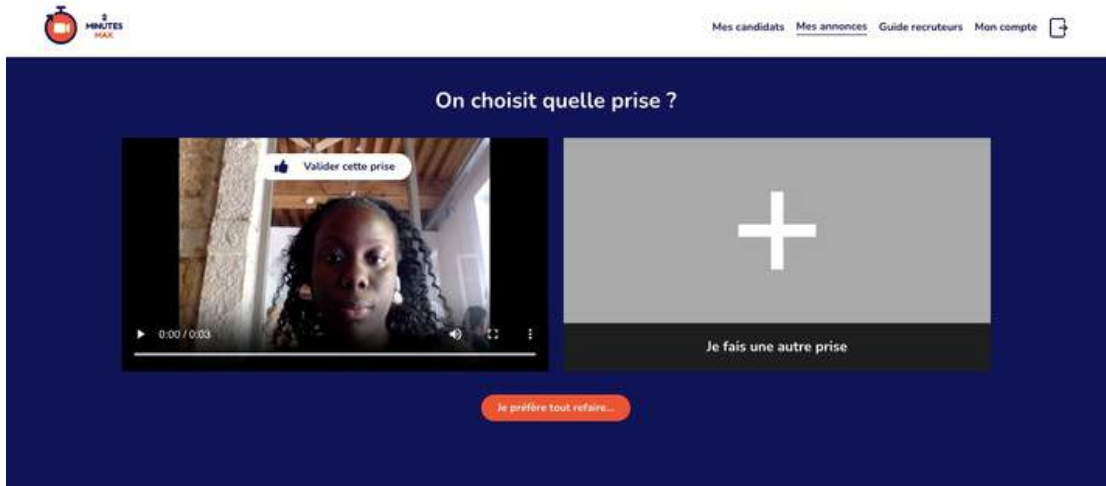 2
MINUTES
MAX
Mes candidats Mes annonces Guide recruteurs Mon compte
On choisit quelle prise ?
Valider cette prise
0:00 / 0:03
Je fais une autre prise
Je préfère tout refaire...